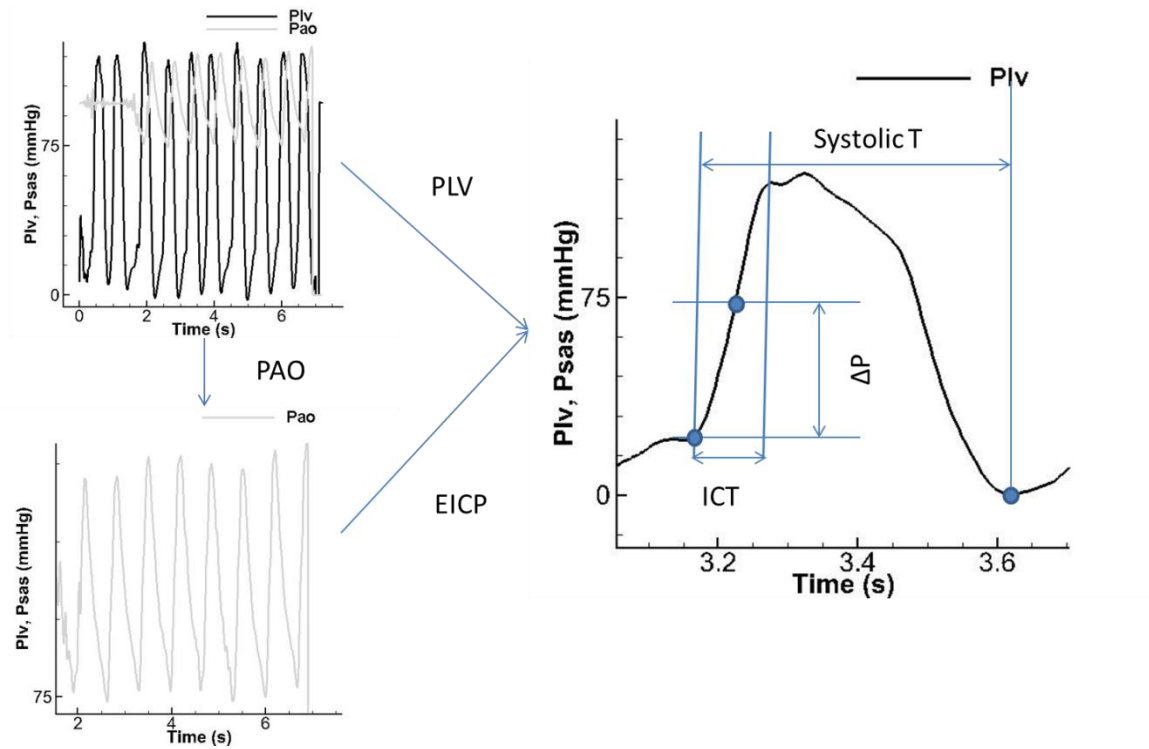 Plv
Pao
Plv, Psas (mmHg)
75
0
0 2 4 6
Time (s)
PLV
PAO
Pao
Plv, Psas (mmHg)
75
2 4 6
Time (s)
EICP
Plv
Systolic T
Plv, Psas (mmHg)
75
0
ΔP
ICT
3.2 3.4 3.6
Time (s)